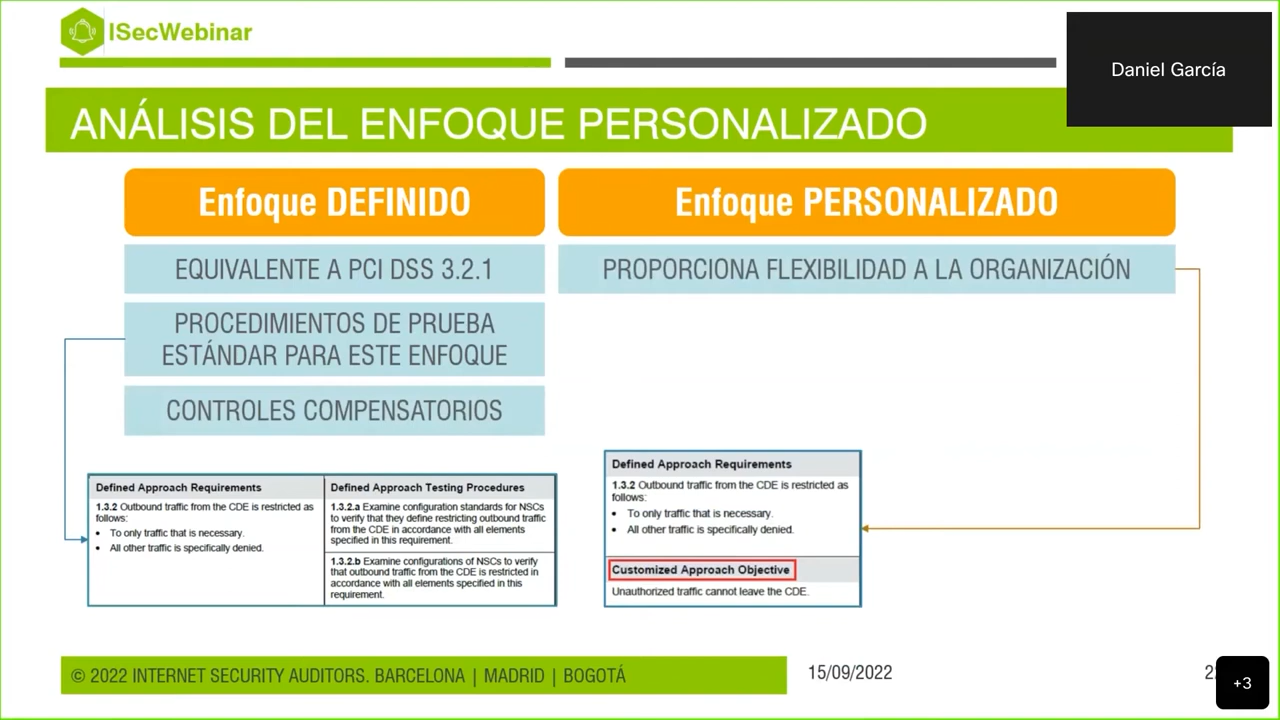 ISecWebinar
Daniel García
ANÁLISIS DEL ENFOQUE PERSONALIZADO
Enfoque DEFINIDO
EQUIVALENTE A PCI DSS 3.2.1
PROCEDIMIENTOS DE PRUEBA
ESTÁNDAR PARA ESTE ENFOQUE
CONTROLES COMPENSATORIOS
Enfoque PERSONALIZADO
PROPORCIONA FLEXIBILIDAD A LA ORGANIZACIÓN
Defined Approach Requirements
1.3.2 Outbound traffic from the CDE is restricted as
follows:
• To only traffic that is necessary.
• All other traffic is specifically denied.
Defined Approach Testing Procedures
1.3.2.a Examine configuration standards for NSCs
to verify that they define restricting outbound traffic
from the CDE in accordance with all elements
specified in this requirement.
1.3.2.b Examine configurations of NSCs to verify
that outbound traffic from the CDE is restricted in
accordance with all elements specified in this
requirement.
Defined Approach Requirements
1.3.2 Outbound traffic from the CDE is restricted as
follows:
• To only traffic that is necessary.
• All other traffic is specifically denied.
Customized Approach Objective
Unauthorized traffic cannot leave the CDE.
© 2022 INTERNET SECURITY AUDITORS. BARCELONA | MADRID | BOGOTÁ
15/09/2022
+3